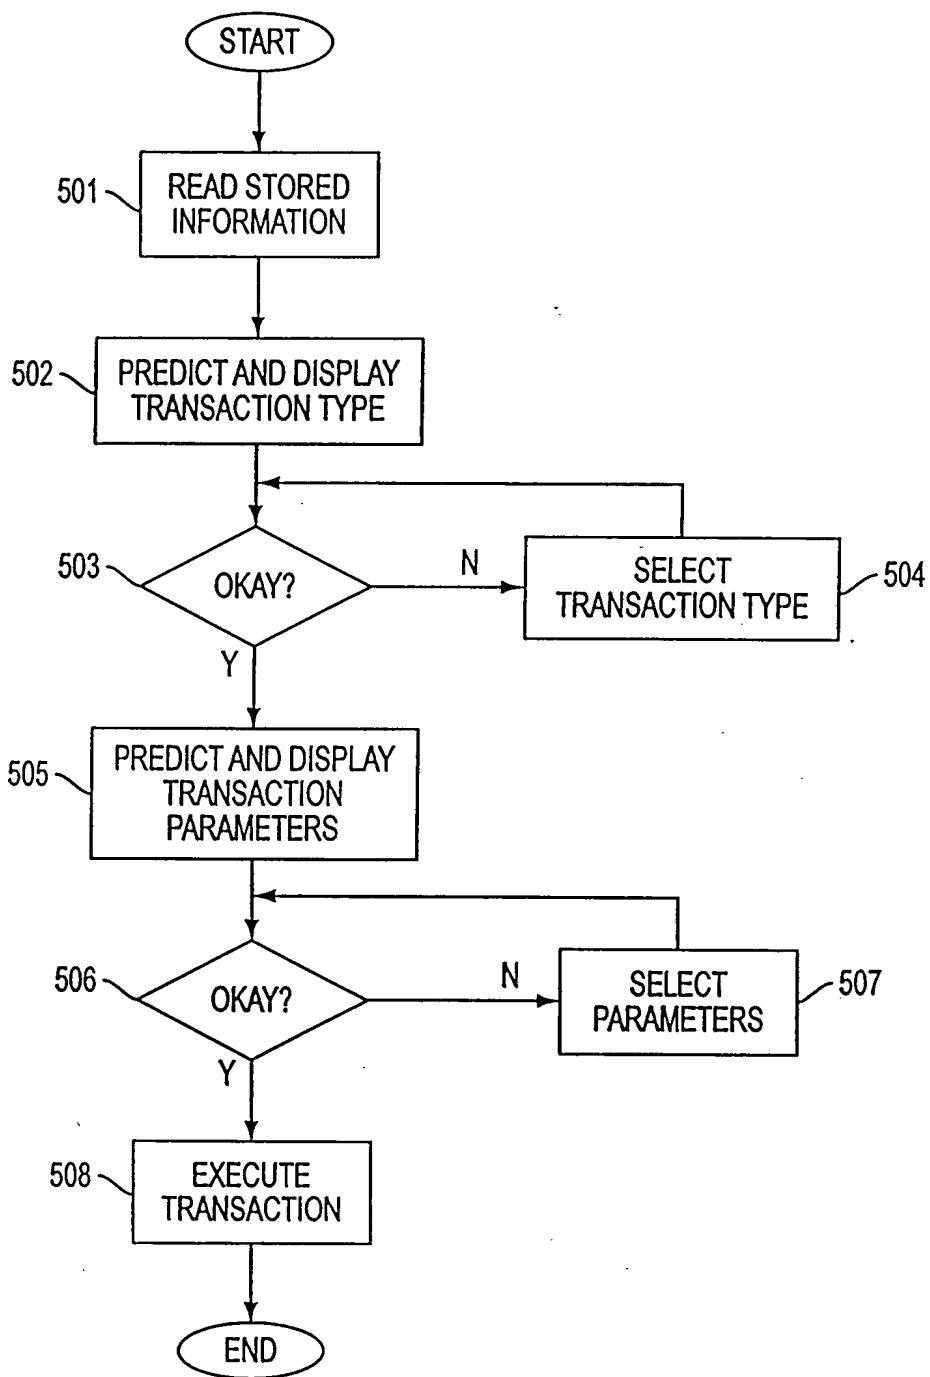 START
501
READ STORED
INFORMATION
502
PREDICT AND DISPLAY
TRANSACTION TYPE
503
OKAY?
N
SELECT
TRANSACTION TYPE
504
Y
505
PREDICT AND DISPLAY
TRANSACTION
PARAMETERS
506
OKAY?
N
SELECT
PARAMETERS
507
Y
508
EXECUTE
TRANSACTION
END